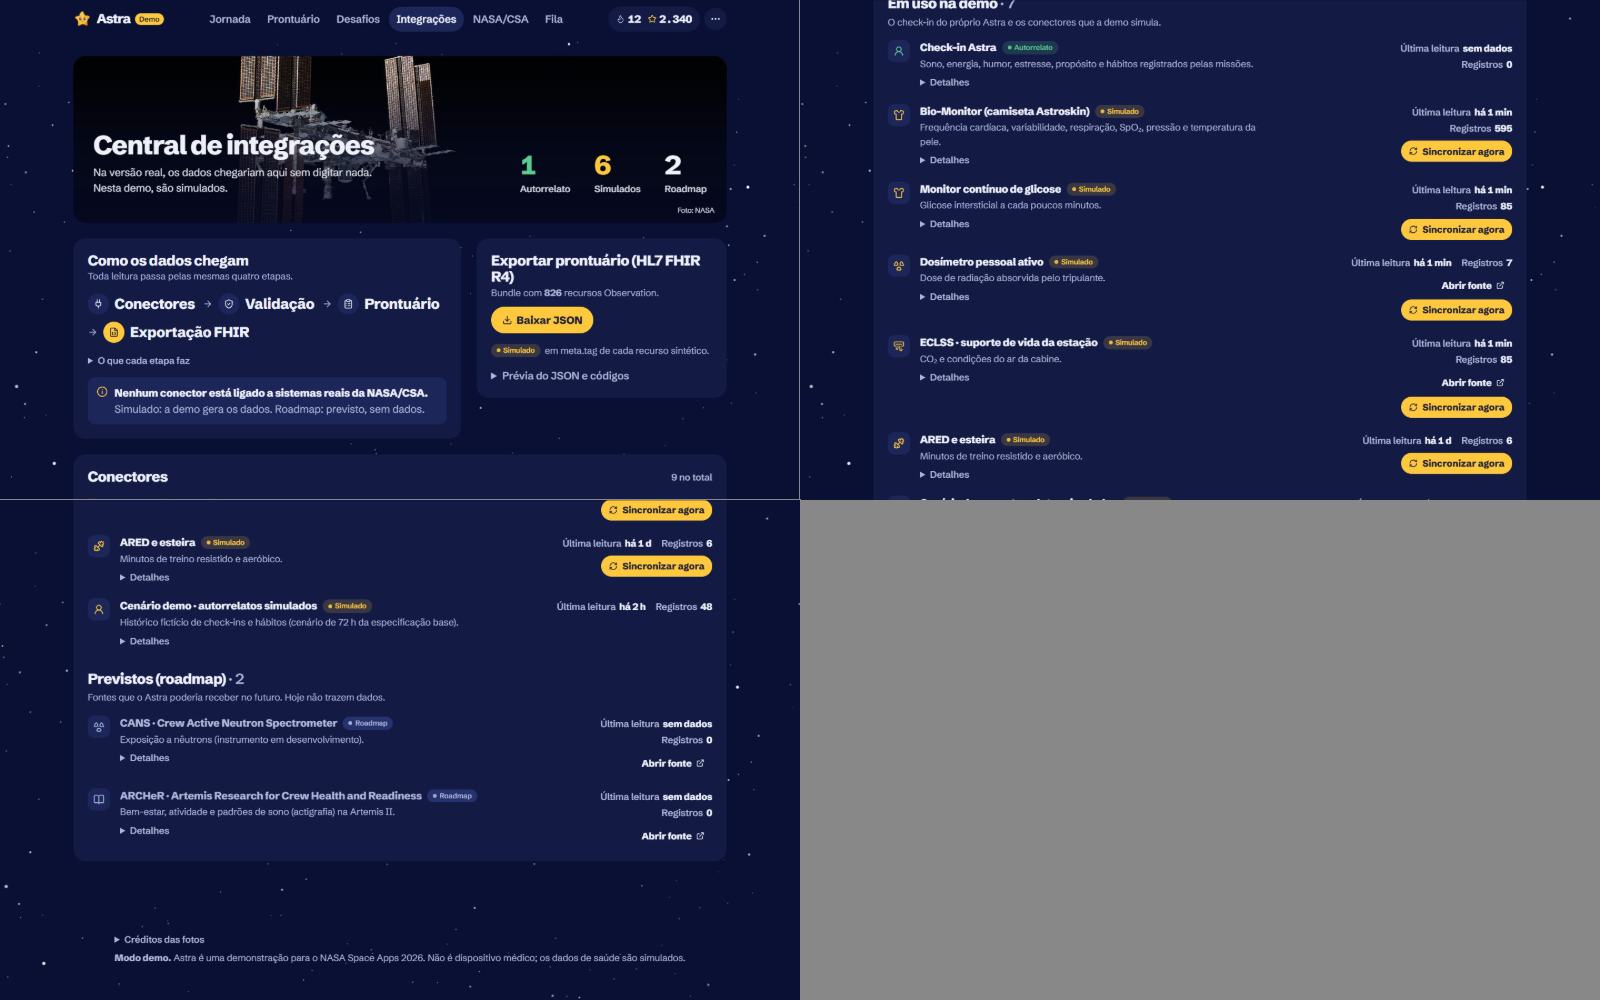 Astra Demo
Jornada Prontuário Desafios Integrações NASA/CSA Fila
12 2.340
Central de integrações
Na versão real, os dados chegariam aqui sem digitar nada.
Nesta demo, são simulados.
1 6 2
Autorrelato Simulados Roadmap
Foto: NASA
Como os dados chegam
Toda leitura passa pelas mesmas quatro etapas.
Conectores → Validação → Prontuário
→ Exportação FHIR
O que cada etapa faz
Nenhum conector está ligado a sistemas reais da NASA/CSA.
Simulado: a demo gera os dados. Roadmap: previsto, sem dados.
Exportar prontuário (HL7 FHIR
R4)
Bundle com 826 recursos Observation.
Baixar JSON
Simulado em meta.tag de cada recurso sintético.
Prévia do JSON e códigos
Conectores
9 no total
Em uso na demo · 7
O check-in do próprio Astra e os conectores que a demo simula.
Check-in Astra Autorrelato
Sono, energia, humor, estresse, propósito e hábitos registrados pelas missões.
Detalhes
Última leitura sem dados
Registros 0
Bio-Monitor (camiseta Astroskin) Simulado
Frequência cardíaca, variabilidade, respiração, SpO₂, pressão e temperatura da
pele.
Detalhes
Última leitura há 1 min
Registros 595
Sincronizar agora
Monitor contínuo de glicose Simulado
Glicose intersticial a cada poucos minutos.
Detalhes
Última leitura há 1 min
Registros 85
Sincronizar agora
Dosímetro pessoal ativo Simulado
Dose de radiação absorvida pelo tripulante.
Detalhes
Última leitura há 1 min Registros 7
Abrir fonte
Sincronizar agora
ECLSS · suporte de vida da estação Simulado
CO₂ e condições do ar da cabine.
Detalhes
Última leitura há 1 min
Registros 85
Abrir fonte
Sincronizar agora
ARED e esteira Simulado
Minutos de treino resistido e aeróbico.
Detalhes
Última leitura há 1 d Registros 6
Sincronizar agora
Sincronizar agora
ARED e esteira Simulado
Minutos de treino resistido e aeróbico.
Detalhes
Última leitura há 1 d Registros 6
Sincronizar agora
Cenário demo · autorrelatos simulados Simulado
Histórico fictício de check-ins e hábitos (cenário de 72 h da especificação base).
Detalhes
Última leitura há 2 h Registros 48
Previstos (roadmap) · 2
Fontes que o Astra poderia receber no futuro. Hoje não trazem dados.
CANS · Crew Active Neutron Spectrometer Roadmap
Exposição a nêutrons (instrumento em desenvolvimento).
Detalhes
Última leitura sem dados
Registros 0
Abrir fonte
ARCHeR · Artemis Research for Crew Health and Readiness Roadmap
Bem-estar, atividade e padrões de sono (actigrafia) na Artemis II.
Detalhes
Última leitura sem dados
Registros 0
Abrir fonte
Créditos das fotos
Modo demo. Astra é uma demonstração para o NASA Space Apps 2026. Não é dispositivo médico; os dados de saúde são simulados.